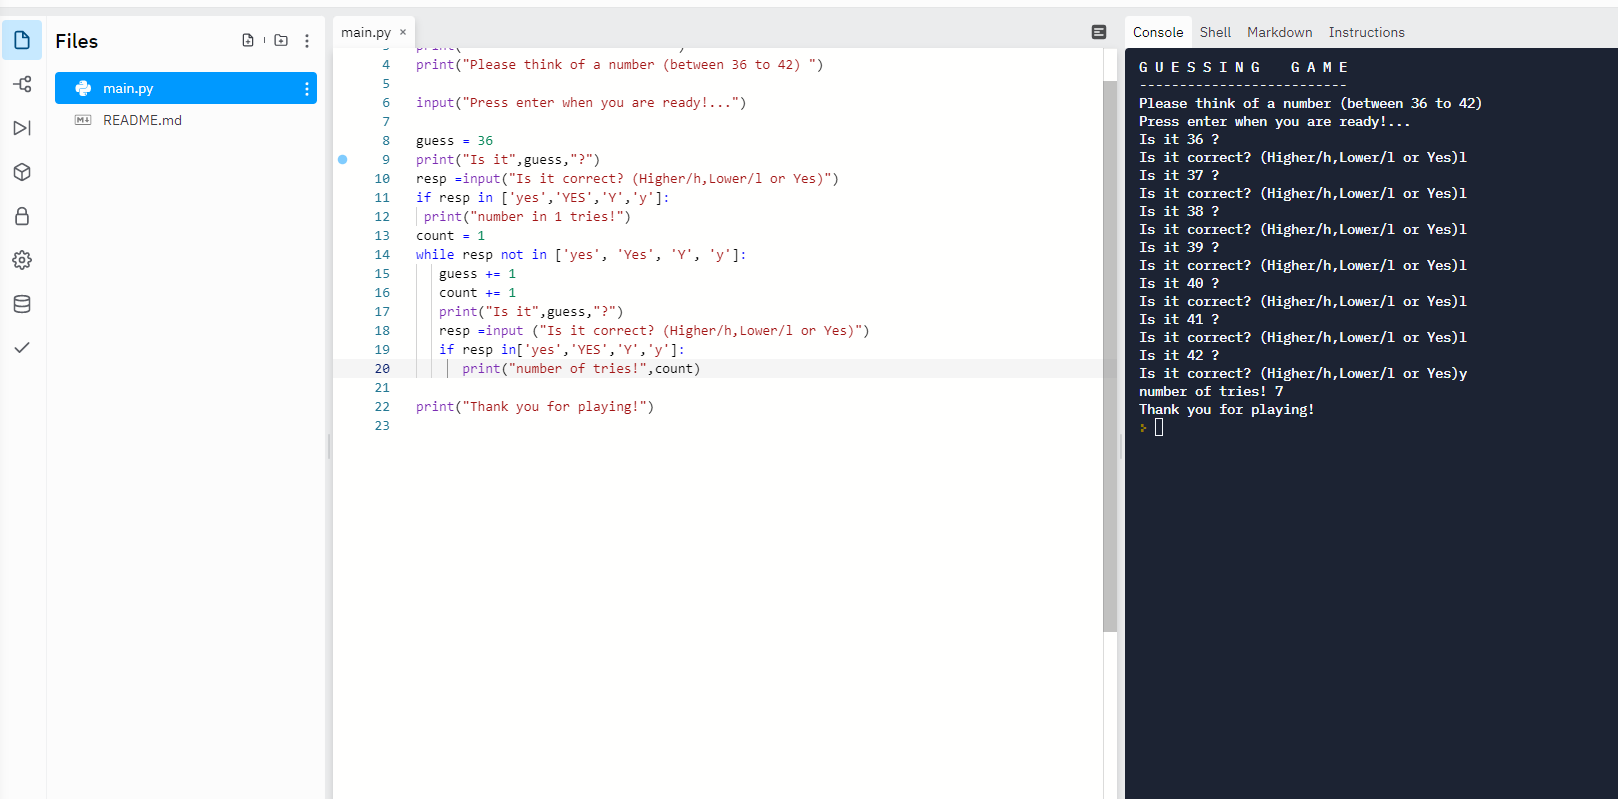 Files
main.py
README.md
main.py ×
4 print("Please think of a number (between 36 to 42) ")
5
6 input("Press enter when you are ready!...")
7
8 guess = 36
9 print("Is it",guess,"?")
10 resp =input("Is it correct? (Higher/h,Lower/l or Yes)")
11 if resp in ['yes','YES','Y','y']:
12 print("number in 1 tries!")
13 count = 1
14 while resp not in ['yes', 'Yes', 'Y', 'y']:
15 guess += 1
16 count += 1
17 print("Is it",guess,"?")
18 resp =input ("Is it correct? (Higher/h,Lower/l or Yes)")
19 if resp in['yes','YES','Y','y']:
20 print("number of tries!",count)
21
22 print("Thank you for playing!")
23
Console Shell Markdown Instructions
G U E S S I N G   G A M E
--------------------------
Please think of a number (between 36 to 42)
Press enter when you are ready!...
Is it 36 ?
Is it correct? (Higher/h,Lower/l or Yes)l
Is it 37 ?
Is it correct? (Higher/h,Lower/l or Yes)l
Is it 38 ?
Is it correct? (Higher/h,Lower/l or Yes)l
Is it 39 ?
Is it correct? (Higher/h,Lower/l or Yes)l
Is it 40 ?
Is it correct? (Higher/h,Lower/l or Yes)l
Is it 41 ?
Is it correct? (Higher/h,Lower/l or Yes)l
Is it 42 ?
Is it correct? (Higher/h,Lower/l or Yes)y
number of tries! 7
Thank you for playing!